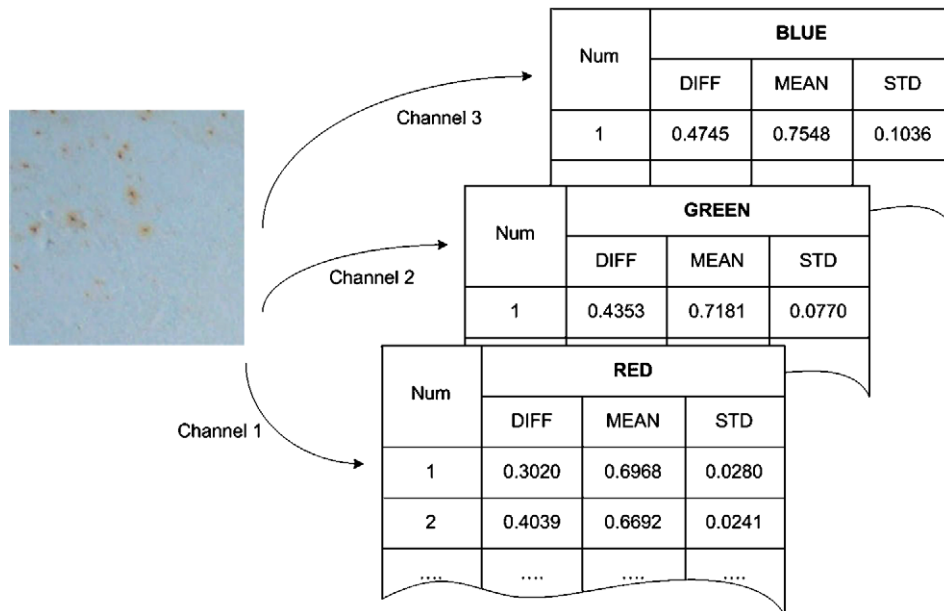 BLUE
Num
DIFF MEAN STD
1 0.4745 0.7548 0.1036
Channel 3
GREEN
Num
DIFF MEAN STD
1 0.4353 0.7181 0.0770
Channel 2
RED
Num
DIFF MEAN STD
1 0.3020 0.6968 0.0280
2 0.4039 0.6692 0.0241
.... .... .... ....
Channel 1